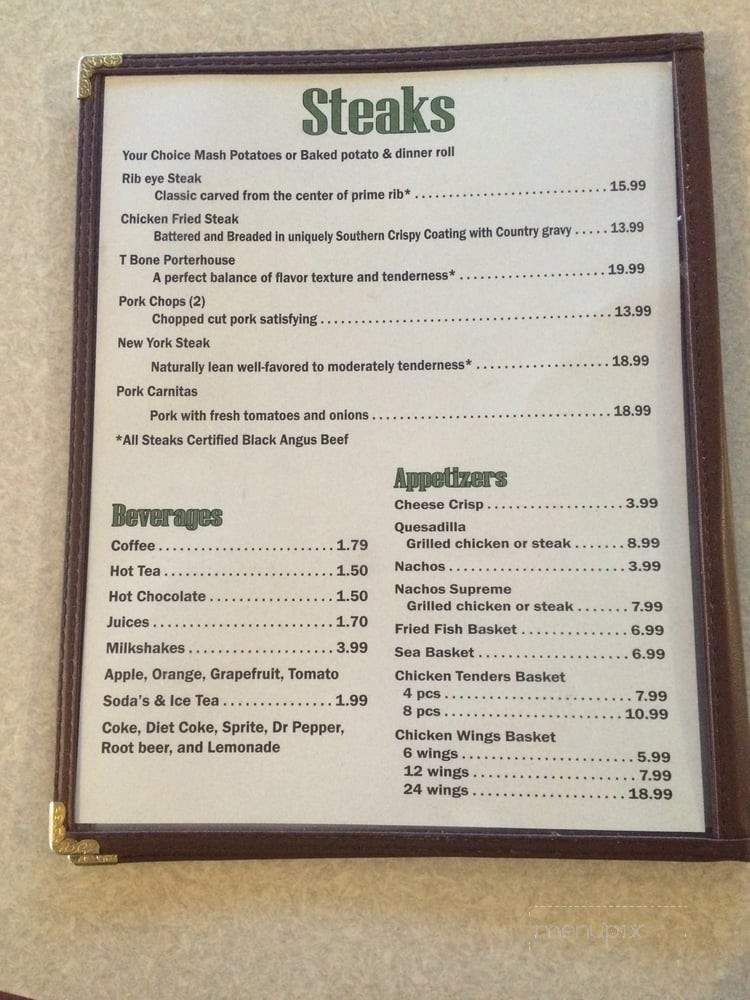 Steaks
Your Choice Mash Potatoes or Baked potato & dinner roll
Rib eye Steak
Classic carved from the center of prime rib* . . . . . . . . . . . . . . . . . . . . . . . . . . . 15.99
Chicken Fried Steak
Battered and Breaded in uniquely Southern Crispy Coating with Country gravy . . . . . 13.99
T Bone Porterhouse
A perfect balance of flavor texture and tenderness* . . . . . . . . . . . . . . . . . . . . 19.99
Pork Chops (2)
Chopped cut pork satisfying . . . . . . . . . . . . . . . . . . . . . . . . . . . . . . . . . . . . . . . 13.99
New York Steak
Naturally lean well-favored to moderately tenderness* . . . . . . . . . . . . . . . . . . 18.99
Pork Carnitas
Pork with fresh tomatoes and onions . . . . . . . . . . . . . . . . . . . . . . . . . . . . . . . . 18.99
*All Steaks Certified Black Angus Beef
Beverages
Coffee . . . . . . . . . . . . . . . . . . . . . . . 1.79
Hot Tea . . . . . . . . . . . . . . . . . . . . . . 1.50
Hot Chocolate . . . . . . . . . . . . . . . . 1.50
Juices . . . . . . . . . . . . . . . . . . . . . . . . 1.70
Milkshakes . . . . . . . . . . . . . . . . . . . 3.99
Apple, Orange, Grapefruit, Tomato
Soda's & Ice Tea . . . . . . . . . . . . . . 1.99
Coke, Diet Coke, Sprite, Dr Pepper,
Root beer, and Lemonade
Appetizers
Cheese Crisp . . . . . . . . . . . . . . . . . . 3.99
Quesadilla
Grilled chicken or steak . . . . . . . 8.99
Nachos . . . . . . . . . . . . . . . . . . . . . . . 3.99
Nachos Supreme
Grilled chicken or steak . . . . . . . 7.99
Fried Fish Basket . . . . . . . . . . . . . . 6.99
Sea Basket . . . . . . . . . . . . . . . . . . . . 6.99
Chicken Tenders Basket
4 pcs . . . . . . . . . . . . . . . . . . . . . . . . 7.99
8 pcs . . . . . . . . . . . . . . . . . . . . . . . 10.99
Chicken Wings Basket
6 wings . . . . . . . . . . . . . . . . . . . . . . 5.99
12 wings . . . . . . . . . . . . . . . . . . . . . 7.99
24 wings . . . . . . . . . . . . . . . . . . . . 18.99
menupix